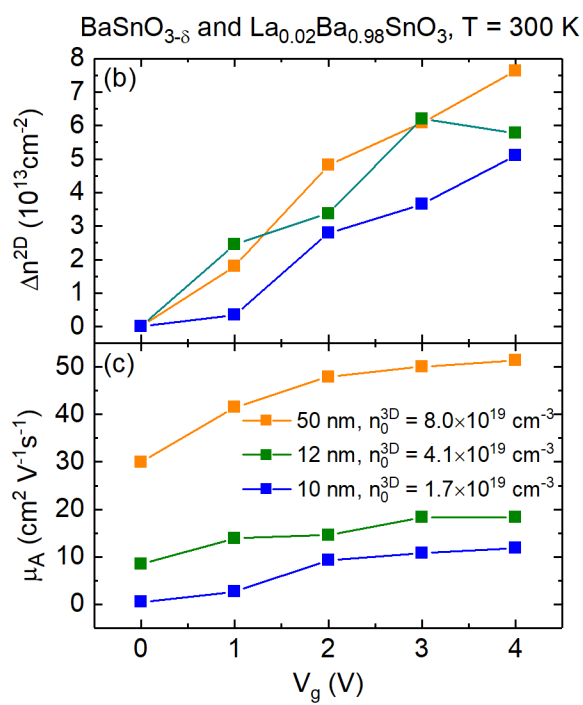 BaSnO₃₋δ and La₀.₀₂Ba₀.₉₈SnO₃, T = 300 K
(b)
Δn²ᴰ (10¹³cm⁻²)
8
7
6
5
4
3
2
1
0
(c)
μ_A (cm² V⁻¹s⁻¹)
50
40
30
20
10
0
50 nm, n₀³ᴰ = 8.0×10¹⁹ cm⁻³
12 nm, n₀³ᴰ = 4.1×10¹⁹ cm⁻³
10 nm, n₀³ᴰ = 1.7×10¹⁹ cm⁻³
0 1 2 3 4
V_g (V)